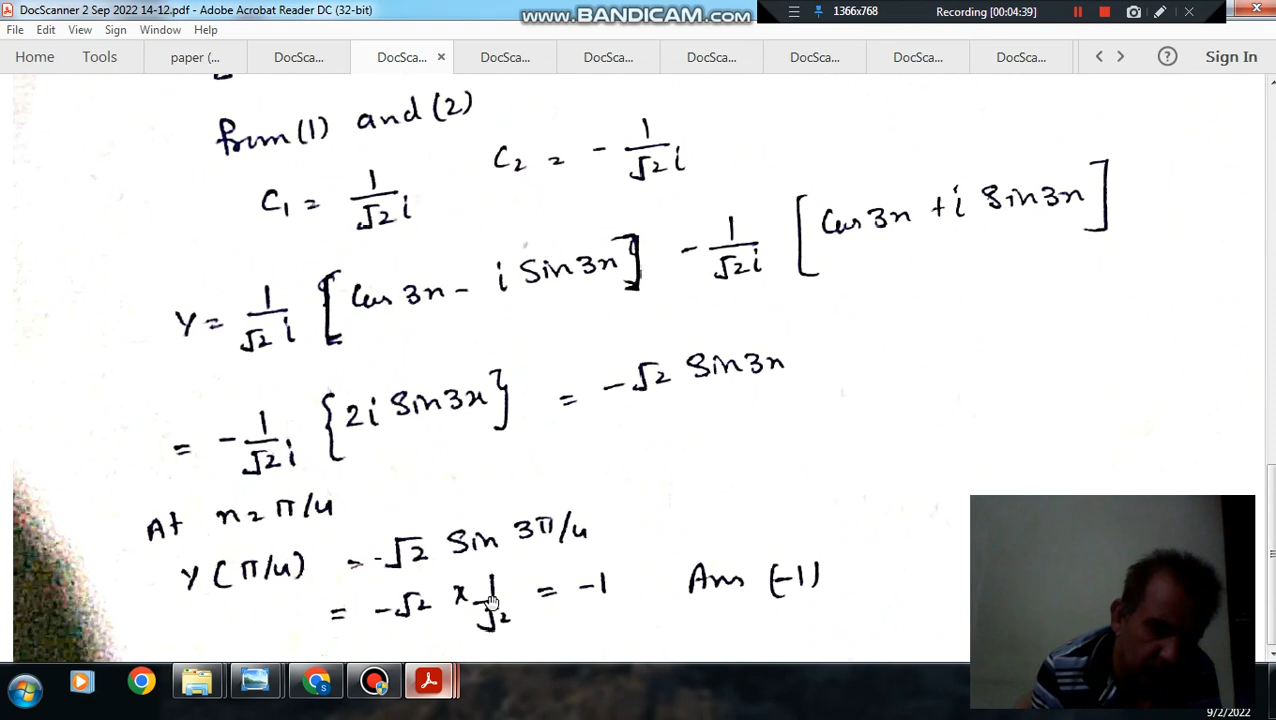 DocScanner 2 Sep 2022 14-12.pdf - Adobe Acrobat Reader DC (32-bit)
www.BANDICAM.com
1366x768
Recording [00:04:39]
File Edit View Sign Window Help
Home Tools paper ( DocSca... DocSca... × DocSca... DocSca... DocSca... DocSca... DocSca... DocSca... ? Sign In
from (1) and (2)
C₁ = 1/√2 i C₂ = - 1/√2 i
Y = 1/√2 i [Cos 3x - i Sin 3x] - 1/√2 i [Cos 3x + i Sin 3x]
= - 1/√2 i {2i Sin 3x} = -√2 Sin 3x
At x = π/4
Y (π/4) = -√2 Sin 3π/4
= -√2 x 1/√2 = -1 Ans (-1)
9/2/2022